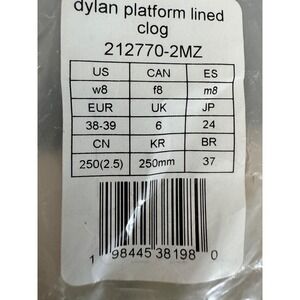 dylan platform lined
clog
212770-2MZ
US CAN ES
w8 f8 m8
EUR UK JP
38-39 6 24
CN KR BR
250(2.5) 250mm 37
1 98445 38198 0